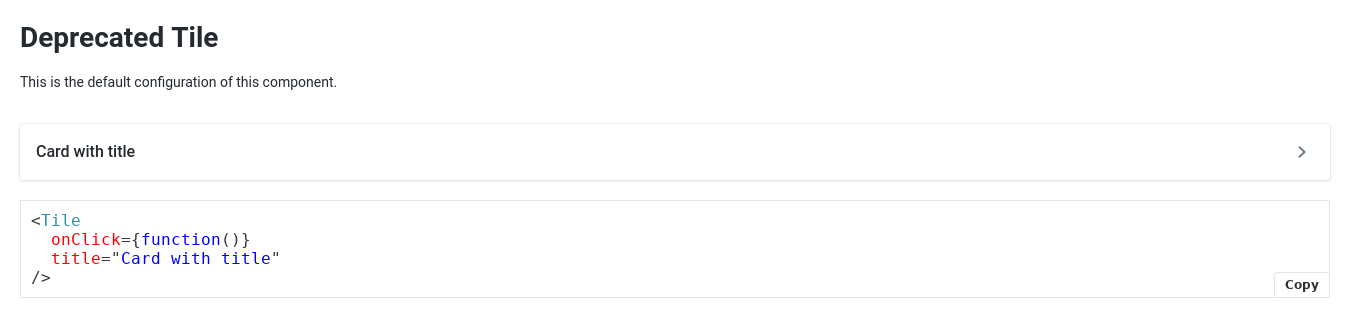 Deprecated Tile
This is the default configuration of this component.
Card with title
<Tile
  onClick={function()}
  title="Card with title"
/>
Copy